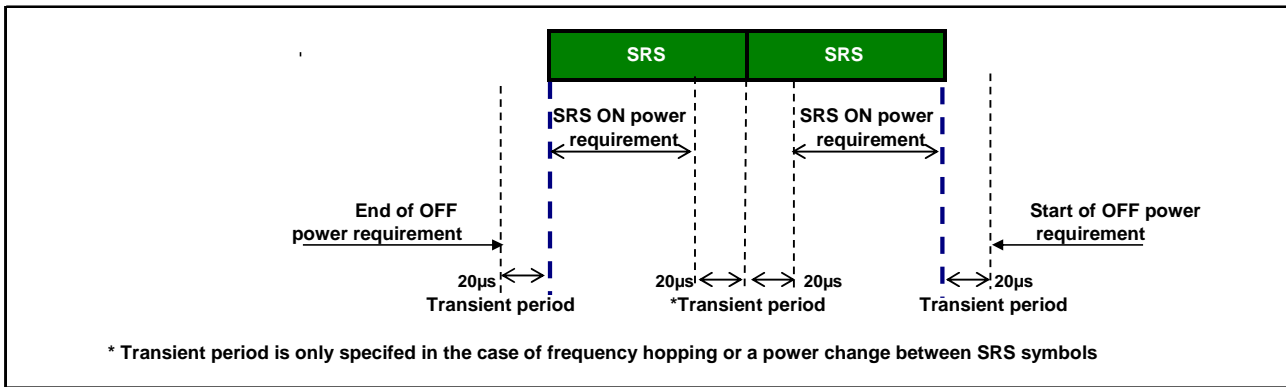 SRS SRS
SRS ON power
requirement
SRS ON power
requirement
End of OFF
power requirement
Start of OFF power
requirement
20µs 20µs 20µs 20µs
Transient period *Transient period Transient period
* Transient period is only specifed in the case of frequency hopping or a power change between SRS symbols